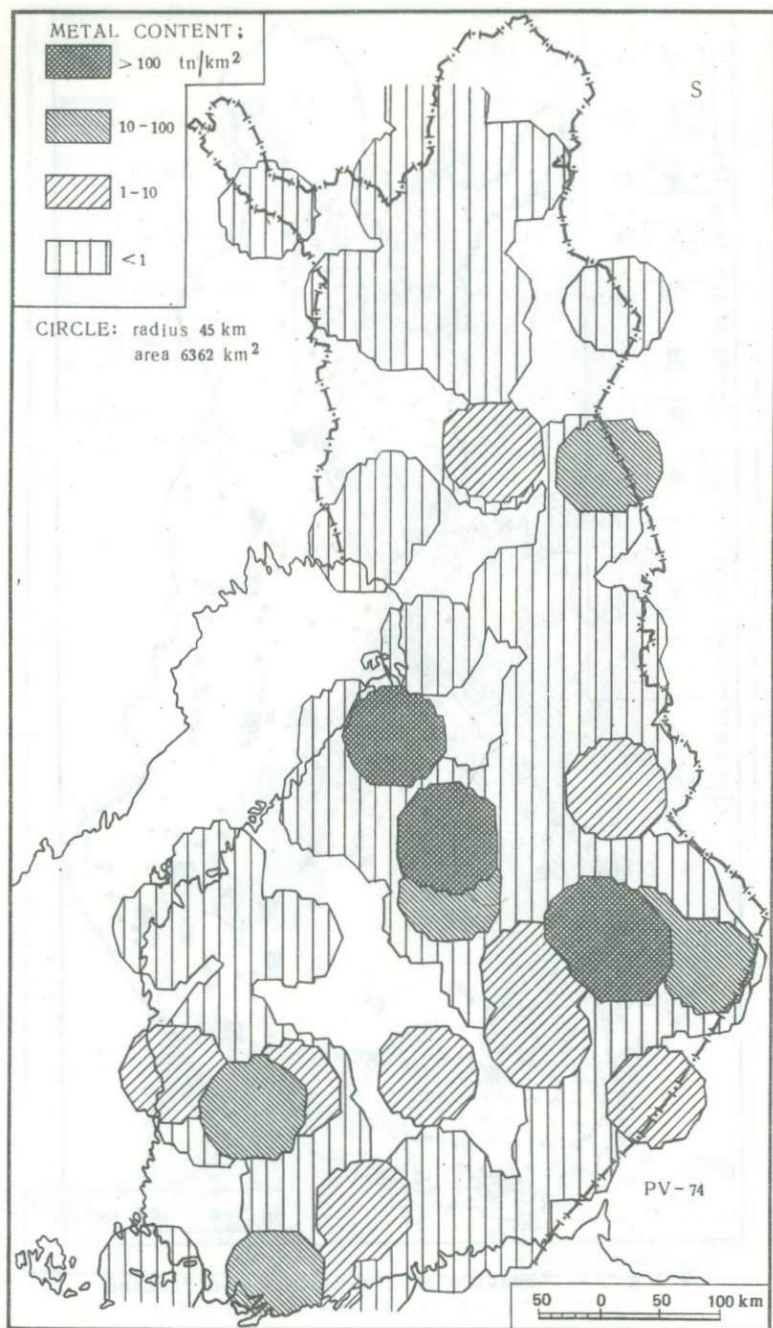 METAL CONTENT;
> 100 tn/km²
10-100
1-10
< 1
CIRCLE: radius 45 km
area 6362 km²
S
PV-74
50 0 50 100 km